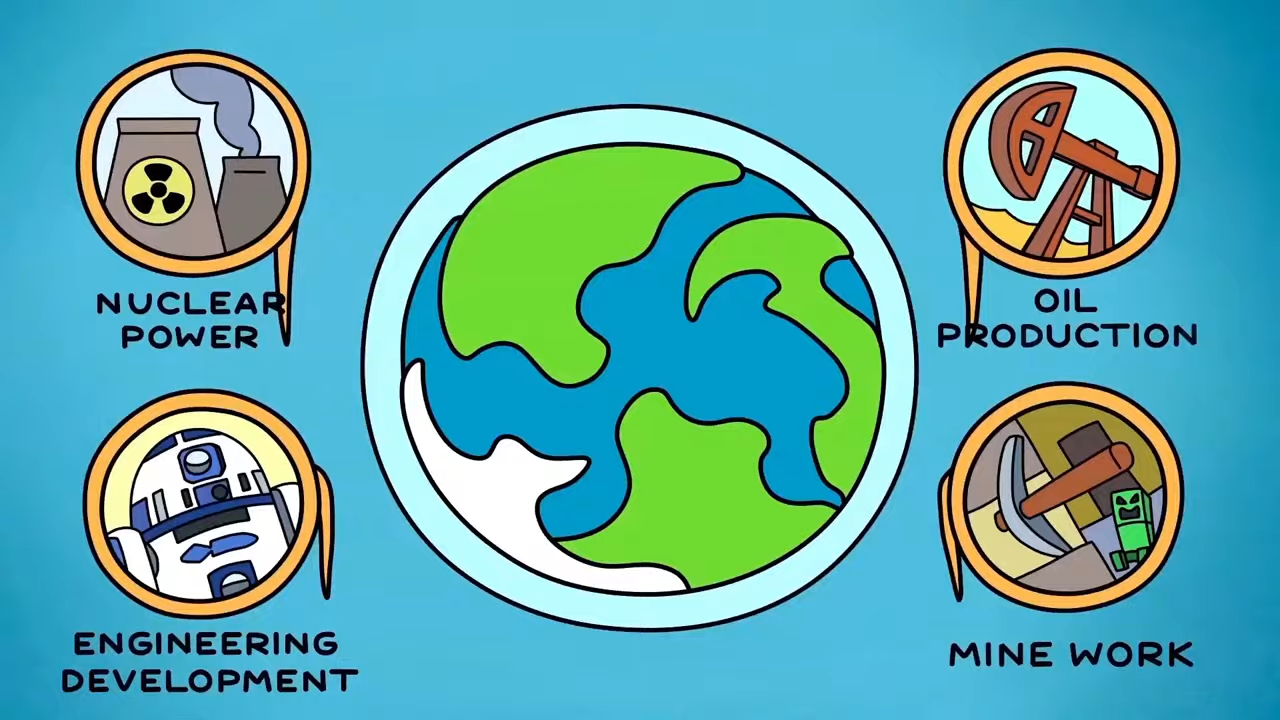 NUCLEAR
POWER
OIL
PRODUCTION
ENGINEERING
DEVELOPMENT
MINE WORK